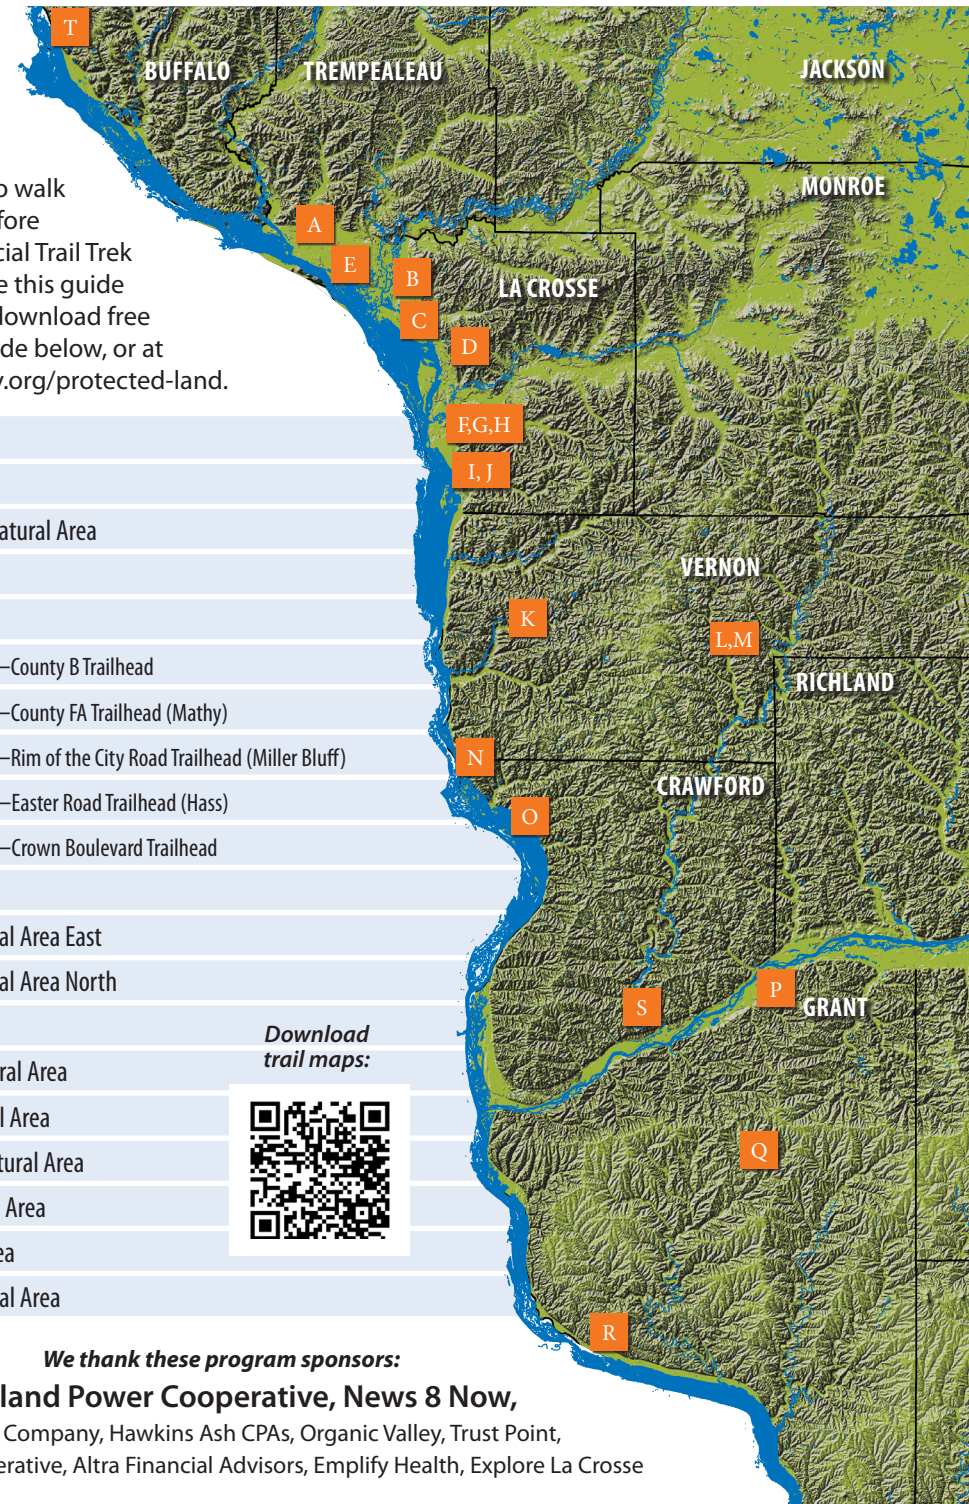 T
BUFFALO
TREMPEALEAU
JACKSON
MONROE
o walk
fore
cial Trail Trek
e this guide
download free
de below, or at
y.org/protected-land.
A
E
B
LA CROSSE
C
D
F,G,H
I, J
atural Area
VERNON
K
L,M
–County B Trailhead
RICHLAND
–County FA Trailhead (Mathy)
–Rim of the City Road Trailhead (Miller Bluff)
N
CRAWFORD
–Easter Road Trailhead (Hass)
O
–Crown Boulevard Trailhead
al Area East
al Area North
P
S
GRANT
Download
trail maps:
ral Area
l Area
tural Area
Q
Area
ea
al Area
R
We thank these program sponsors:
land Power Cooperative, News 8 Now,
Company, Hawkins Ash CPAs, Organic Valley, Trust Point,
erative, Altra Financial Advisors, Emplify Health, Explore La Crosse